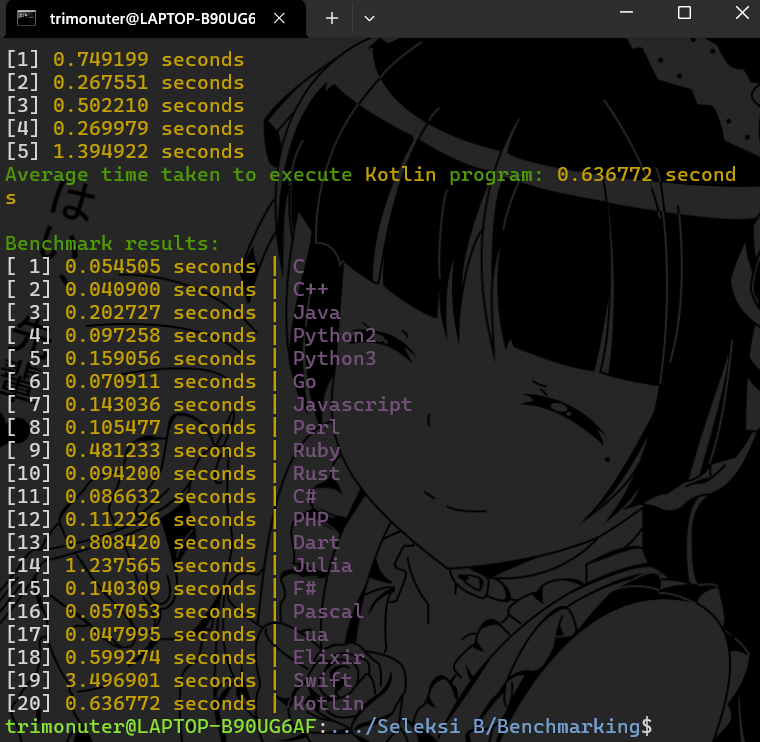 trimonuter@LAPTOP-B90UG6
[1] 0.749199 seconds
[2] 0.267551 seconds
[3] 0.502210 seconds
[4] 0.269979 seconds
[5] 1.394922 seconds
Average time taken to execute Kotlin program: 0.636772 second
s
Benchmark results:
[ 1] 0.054505 seconds | C
[ 2] 0.040900 seconds | C++
[ 3] 0.202727 seconds | Java
[ 4] 0.097258 seconds | Python2
[ 5] 0.159056 seconds | Python3
[ 6] 0.070911 seconds | Go
[ 7] 0.143036 seconds | Javascript
[ 8] 0.105477 seconds | Perl
[ 9] 0.481233 seconds | Ruby
[10] 0.094200 seconds | Rust
[11] 0.086632 seconds | C#
[12] 0.112226 seconds | PHP
[13] 0.808420 seconds | Dart
[14] 1.237565 seconds | Julia
[15] 0.140309 seconds | F#
[16] 0.057053 seconds | Pascal
[17] 0.047995 seconds | Lua
[18] 0.599274 seconds | Elixir
[19] 3.496901 seconds | Swift
[20] 0.636772 seconds | Kotlin
trimonuter@LAPTOP-B90UG6AF:.../Seleksi B/Benchmarking$